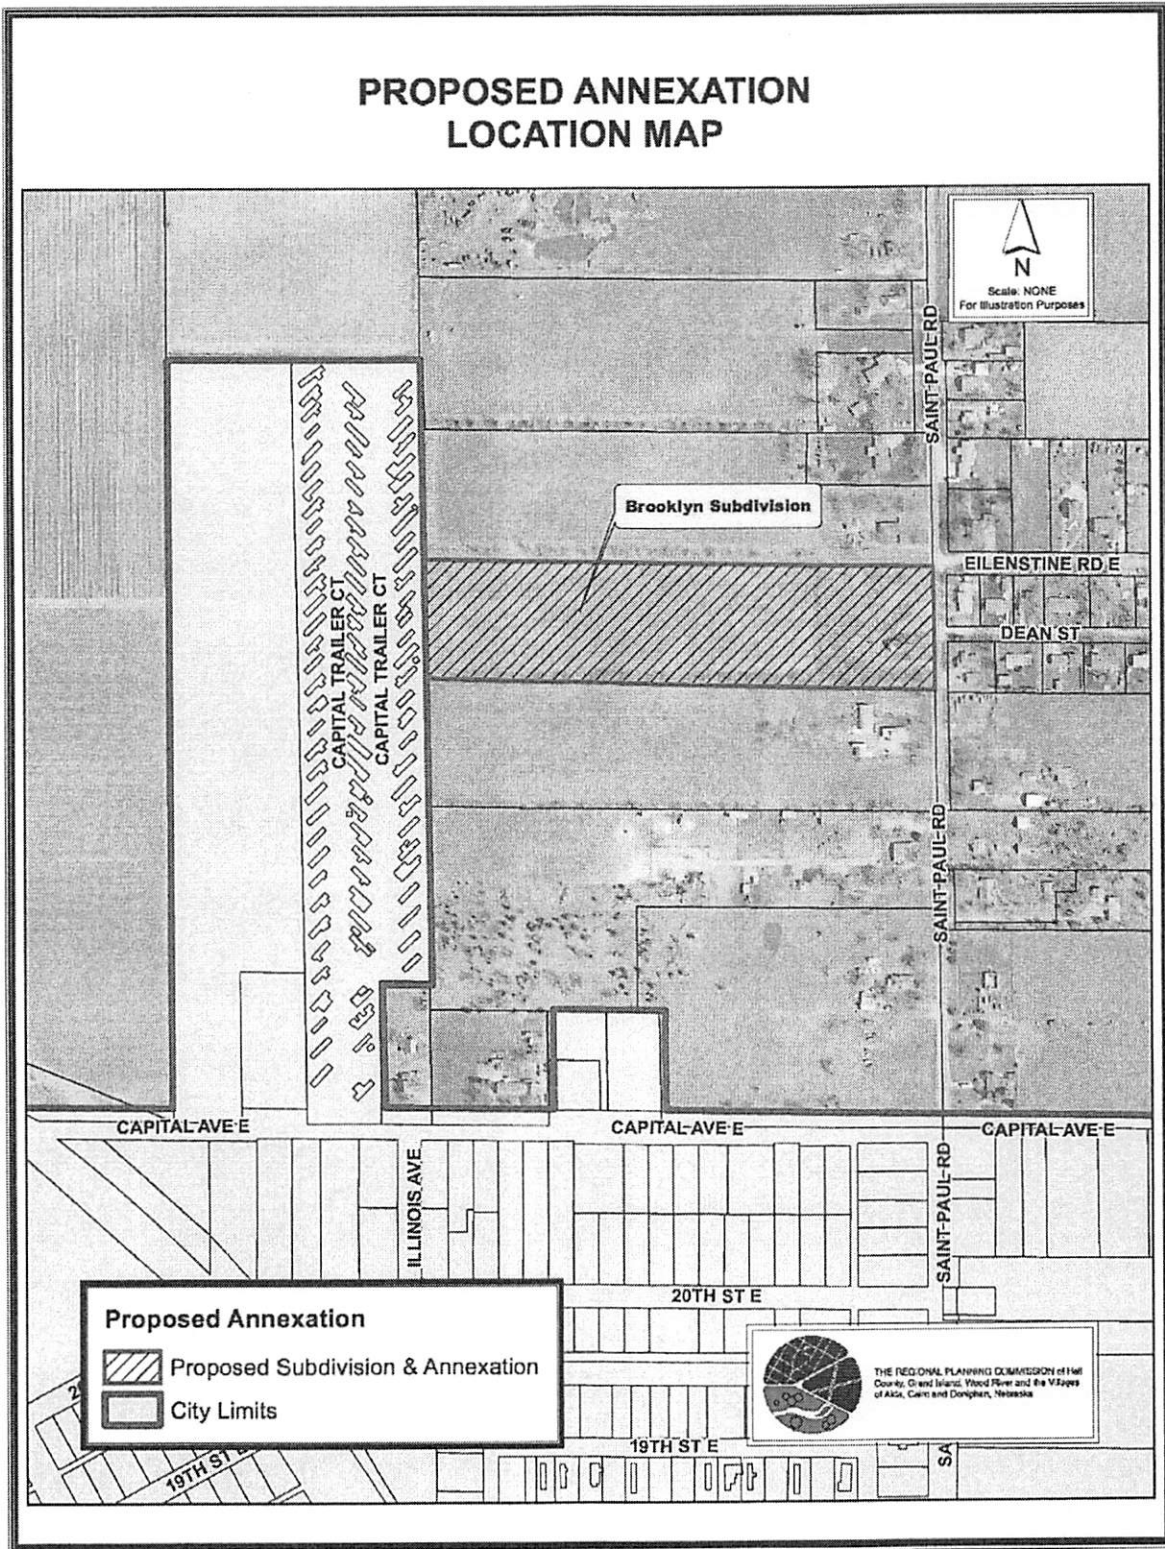 PROPOSED ANNEXATION
LOCATION MAP
N
Scale: NONE
For Illustration Purposes
SAINT PAUL RD
Brooklyn Subdivision
EILENSTINE RD E
DEAN ST
CAPITAL TRAILER CT
CAPITAL TRAILER CT
SAINT PAUL RD
CAPITAL AVE E
CAPITAL AVE E
CAPITAL AVE E
ILLINOIS AVE
SAINT PAUL RD
20TH ST E
Proposed Annexation
Proposed Subdivision & Annexation
City Limits
THE REGIONAL PLANNING COMMISSION of Hall
County, Grand Island, Wood River and the Villages
of Alda, Cairo and Doniphan, Nebraska
19TH ST E
19TH ST E
SA